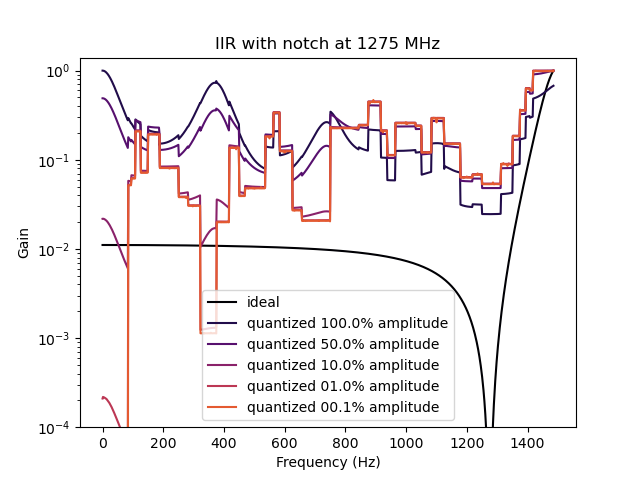 IIR with notch at 1275 MHz
Gain
10⁰
10⁻¹
10⁻²
10⁻³
10⁻⁴
ideal
quantized 100.0% amplitude
quantized 50.0% amplitude
quantized 10.0% amplitude
quantized 01.0% amplitude
quantized 00.1% amplitude
0 200 400 600 800 1000 1200 1400
Frequency (Hz)